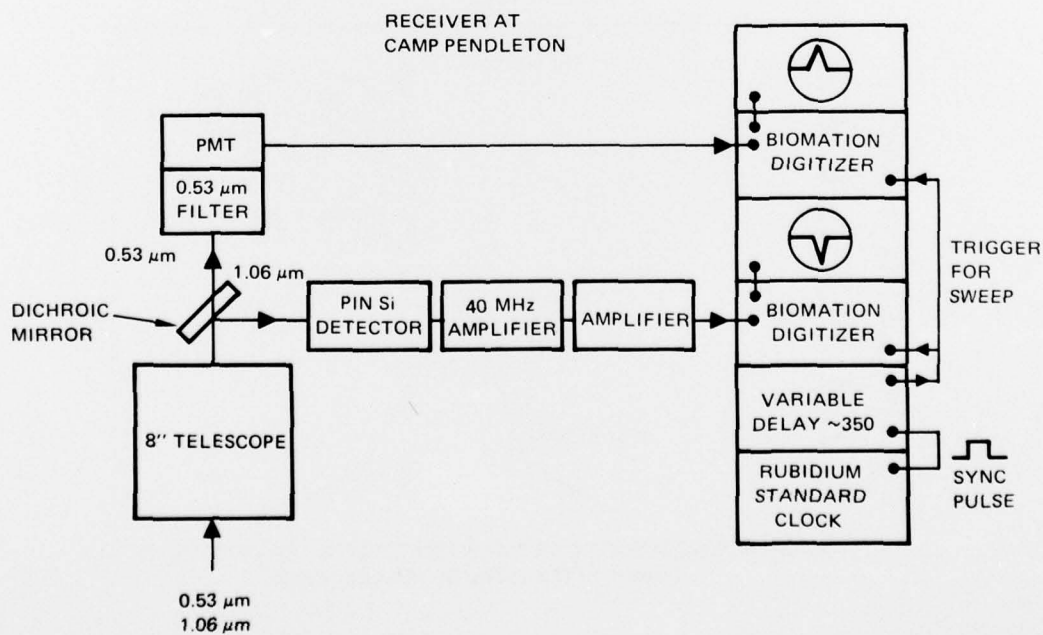 RECEIVER AT
CAMP PENDLETON
PMT
0.53 µm
FILTER
0.53 µm
1.06 µm
DICHROIC
MIRROR
PIN Si
DETECTOR
40 MHz
AMPLIFIER
AMPLIFIER
8" TELESCOPE
0.53 µm
1.06 µm
BIOMATION
DIGITIZER
BIOMATION
DIGITIZER
TRIGGER
FOR
SWEEP
VARIABLE
DELAY ~350
RUBIDIUM
STANDARD
CLOCK
SYNC
PULSE